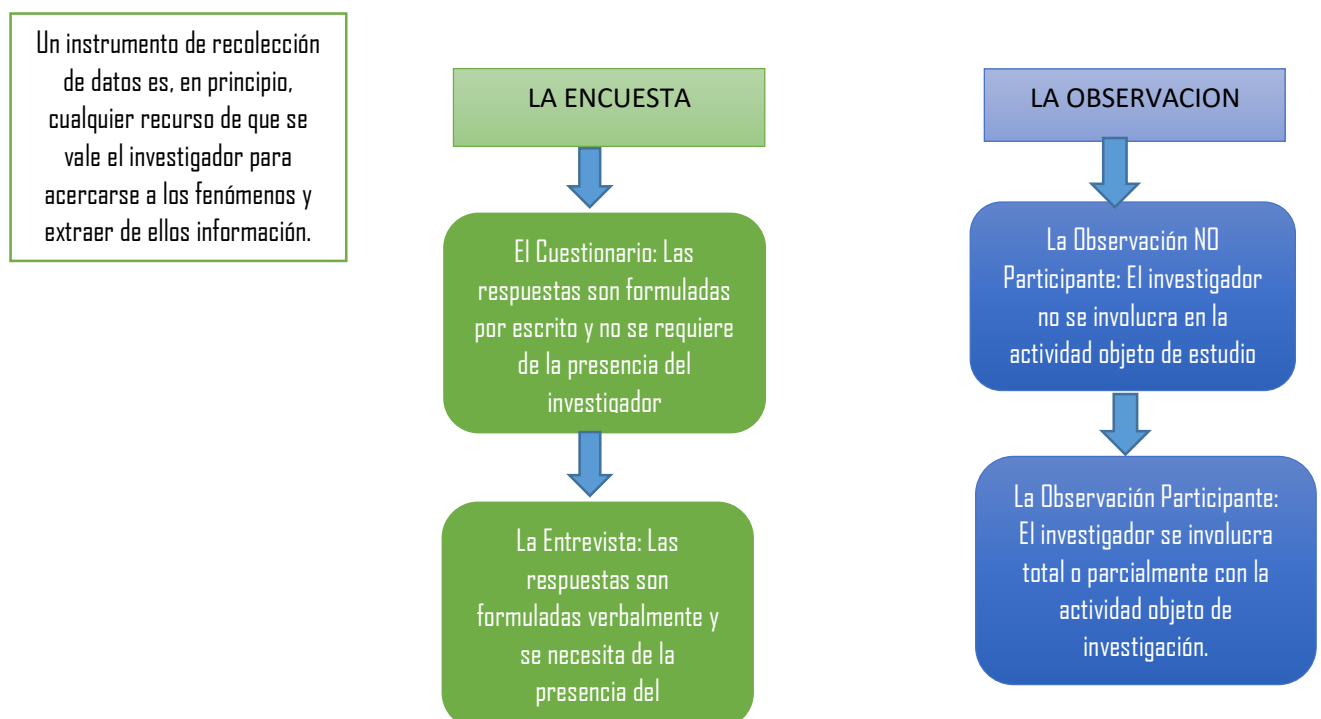 Un instrumento de recolección
de datos es, en principio,
cualquier recurso de que se
vale el investigador para
acercarse a los fenómenos y
extraer de ellos información.
LA ENCUESTA
El Cuestionario: Las
respuestas son formuladas
por escrito y no se requiere
de la presencia del
investigador
La Entrevista: Las
respuestas son
formuladas verbalmente y
se necesita de la
presencia del
LA OBSERVACION
La Observación NO
Participante: El investigador
no se involucra en la
actividad objeto de estudio
La Observación Participante:
El investigador se involucra
total o parcialmente con la
actividad objeto de
investigación.